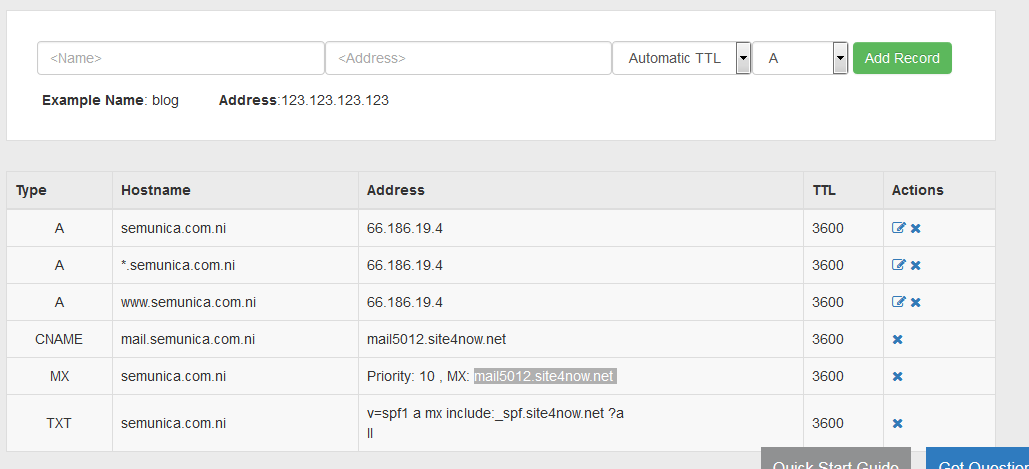 <Name> <Address> Automatic TTL A Add Record
Example Name: blog Address:123.123.123.123
Type Hostname Address TTL Actions
A semunica.com.ni 66.186.19.4 3600
A *.semunica.com.ni 66.186.19.4 3600
A www.semunica.com.ni 66.186.19.4 3600
CNAME mail.semunica.com.ni mail5012.site4now.net 3600
MX semunica.com.ni Priority: 10 , MX: mail5012.site4now.net 3600
TXT semunica.com.ni v=spf1 a mx include:_spf.site4now.net ?a 3600
ll
Quick Start Guide Got Question